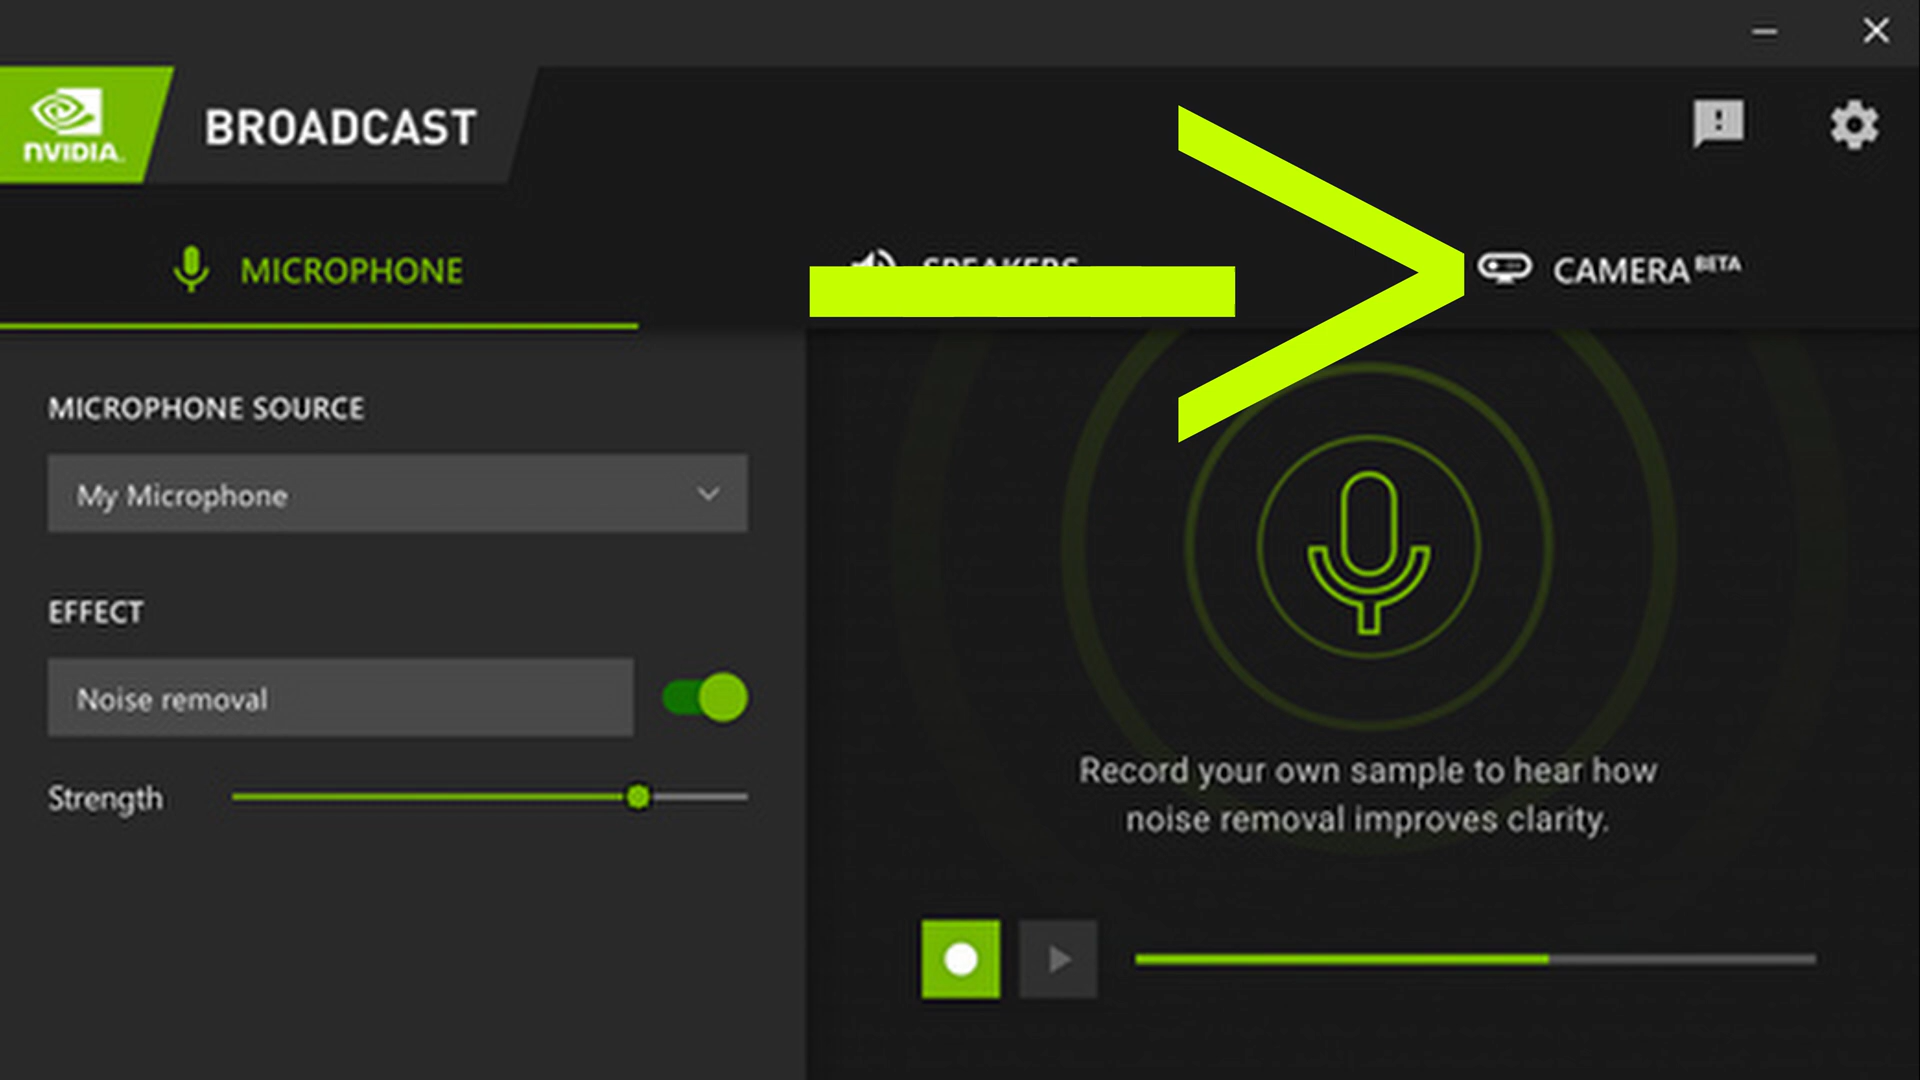 NVIDIA.
BROADCAST
MICROPHONE
SPEAKERS
CAMERA BETA
MICROPHONE SOURCE
My Microphone
EFFECT
Noise removal
Strength
Record your own sample to hear how
noise removal improves clarity.